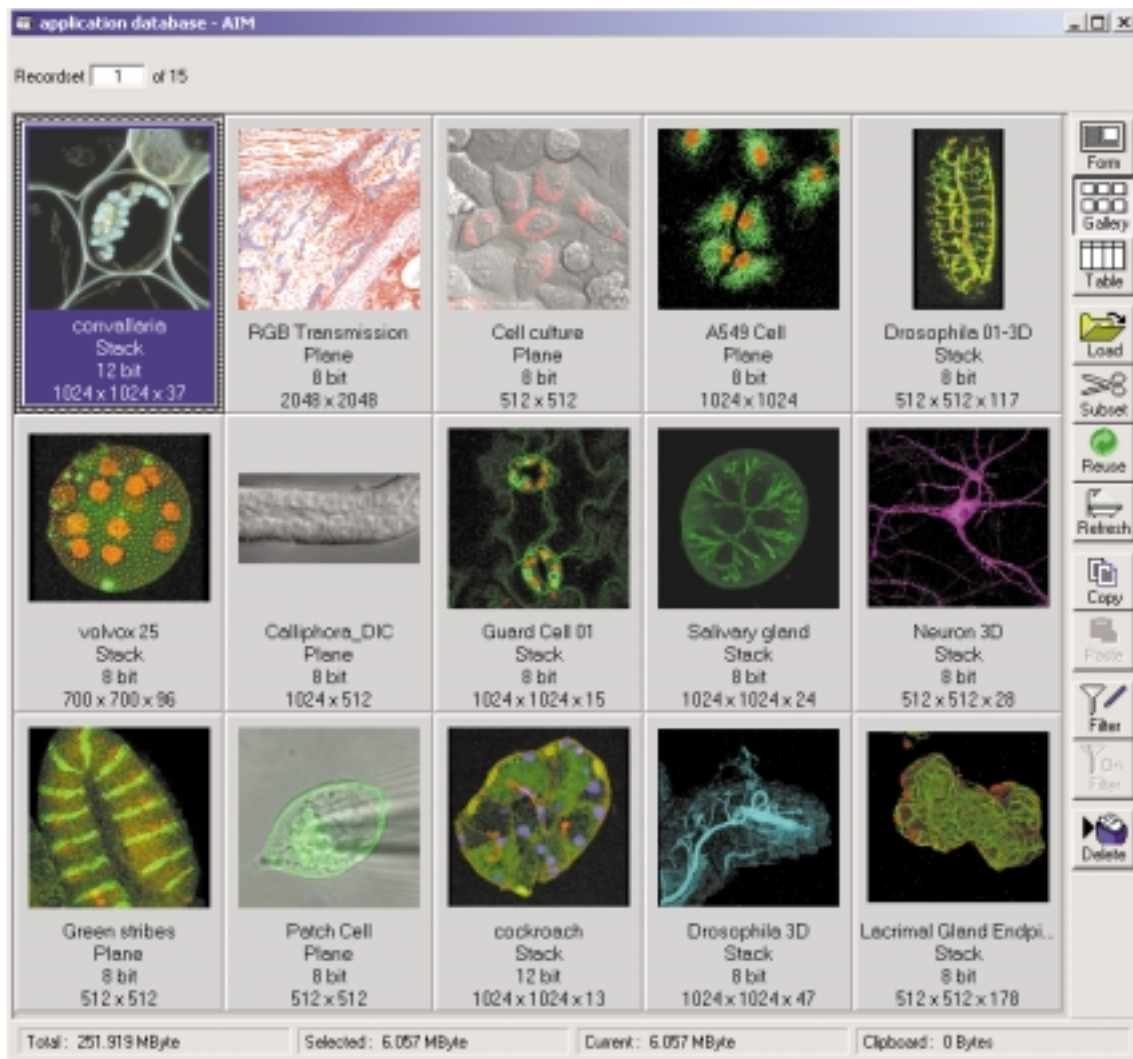 application database - AIM
Recordset 1 of 15
convallaria
Stack
12 bit
1024 x 1024 x 37
RGB Transmission
Plane
8 bit
2048 x 2048
Cell culture
Plane
8 bit
512 x 512
A549 Cell
Plane
8 bit
1024 x 1024
Drosophila 01-3D
Stack
8 bit
512 x 512 x 117
volvox 25
Stack
8 bit
700 x 700 x 96
Calliphora_DIC
Plane
8 bit
1024 x 512
Guard Cell 01
Stack
8 bit
1024 x 1024 x 15
Salivary gland
Stack
8 bit
1024 x 1024 x 24
Neuron 3D
Stack
8 bit
512 x 512 x 28
Green stribes
Plane
8 bit
512 x 512
Patch Cell
Plane
8 bit
512 x 512
cockroach
Stack
12 bit
1024 x 1024 x 13
Drosophila 3D
Stack
8 bit
1024 x 1024 x 47
Lacrimal Gland Endpi...
Stack
8 bit
512 x 512 x 178
Form
Gallery
Table
Load
Subset
Reuse
Refresh
Copy
Paste
Filter
On
Filter
Delete
Total : 251.919 MByte
Selected : 6.057 MByte
Current : 6.057 MByte
Clipboard : 0 Bytes